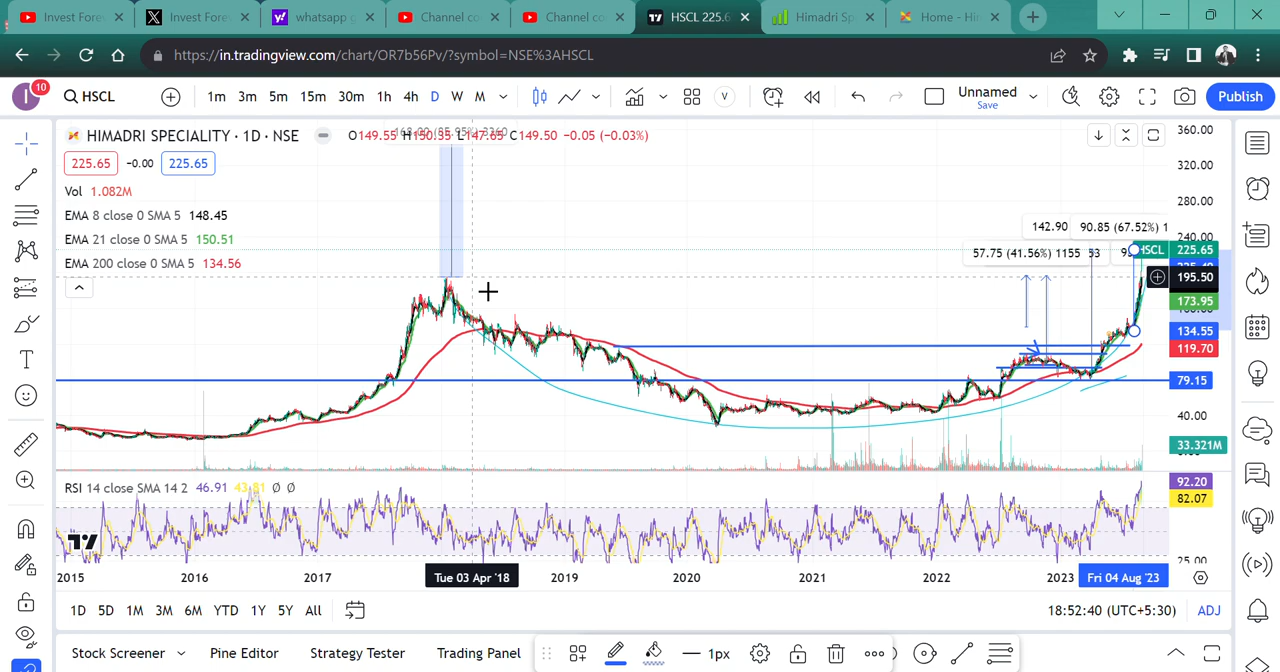 Invest Forev
Invest Forev
whatsapp g
Channel co
Channel co
HSCL 225.6
Himadri Sp
Home - Him
https://in.tradingview.com/chart/OR7b56Pv/?symbol=NSE%3AHSCL
I 10 HSCL 1m 3m 5m 15m 30m 1h 4h D W M V Unnamed Save Publish
HIMADRI SPECIALITY · 1D · NSE O149.55 H150.55 L147.65 C149.50 -0.05 (-0.03%)
225.65 -0.00 225.65
Vol 1.082M
EMA 8 close 0 SMA 5 148.45
EMA 21 close 0 SMA 5 150.51
EMA 200 close 0 SMA 5 134.56
142.90 90.85 (67.52%) 1
57.75 (41.56%) 1155 53
360.00
320.00
280.00
240.00
HSCL 225.65
195.50
173.95
134.55
119.70
79.15
40.00
33.321M
RSI 14 close SMA 14 2 46.91 43.81 Ø Ø
92.20
82.07
25.00
2015 2016 2017 Tue 03 Apr '18 2019 2020 2021 2022 2023 Fri 04 Aug '23
1D 5D 1M 3M 6M YTD 1Y 5Y All 18:52:40 (UTC+5:30) ADJ
Stock Screener Pine Editor Strategy Tester Trading Panel 1px